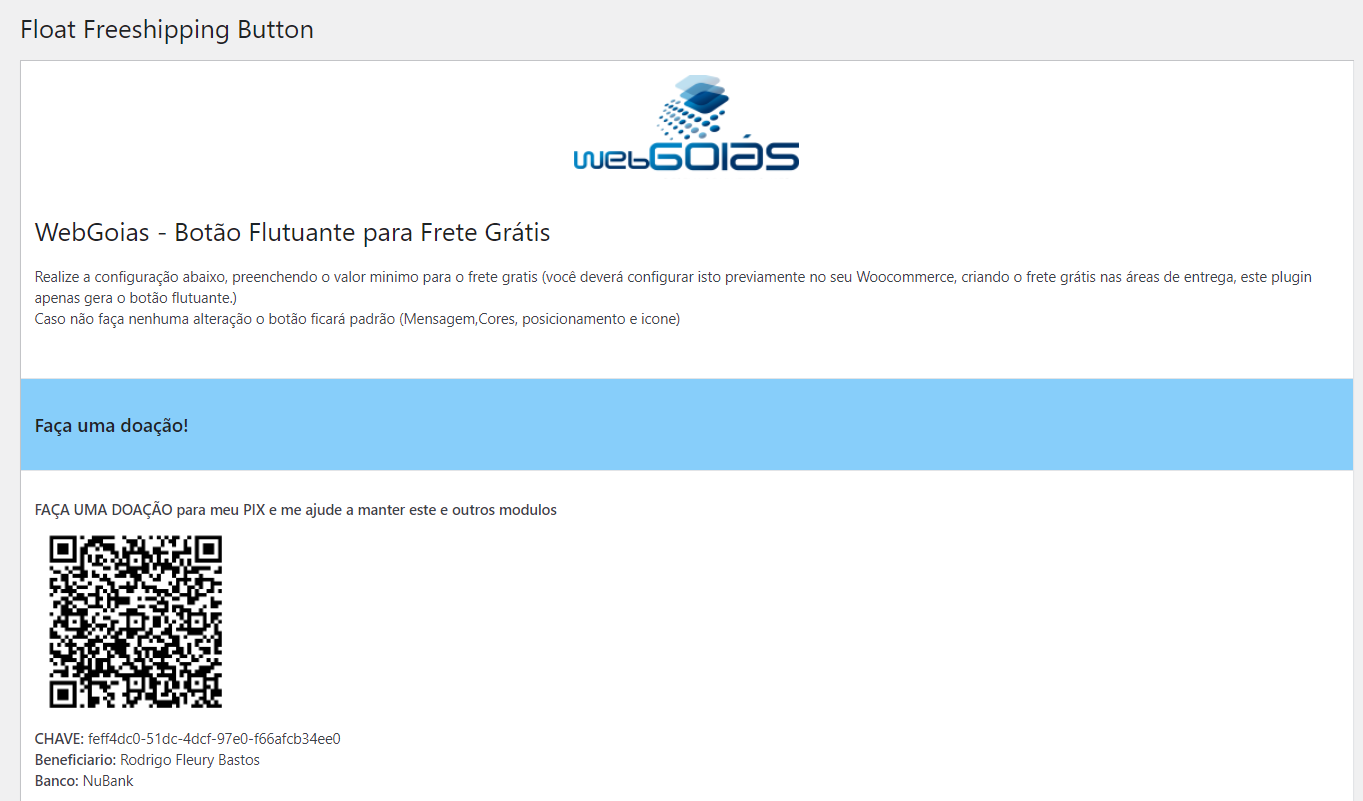 Float Freeshipping Button
webGOIÁS
WebGoias - Botão Flutuante para Frete Grátis
Realize a configuração abaixo, preenchendo o valor minimo para o frete gratis (você deverá configurar isto previamente no seu Woocommerce, criando o frete grátis nas áreas de entrega, este plugin
apenas gera o botão flutuante.)
Caso não faça nenhuma alteração o botão ficará padrão (Mensagem,Cores, posicionamento e icone)
Faça uma doação!
FAÇA UMA DOAÇÃO para meu PIX e me ajude a manter este e outros modulos
CHAVE: feff4dc0-51dc-4dcf-97e0-f66afcb34ee0
Beneficiario: Rodrigo Fleury Bastos
Banco: NuBank